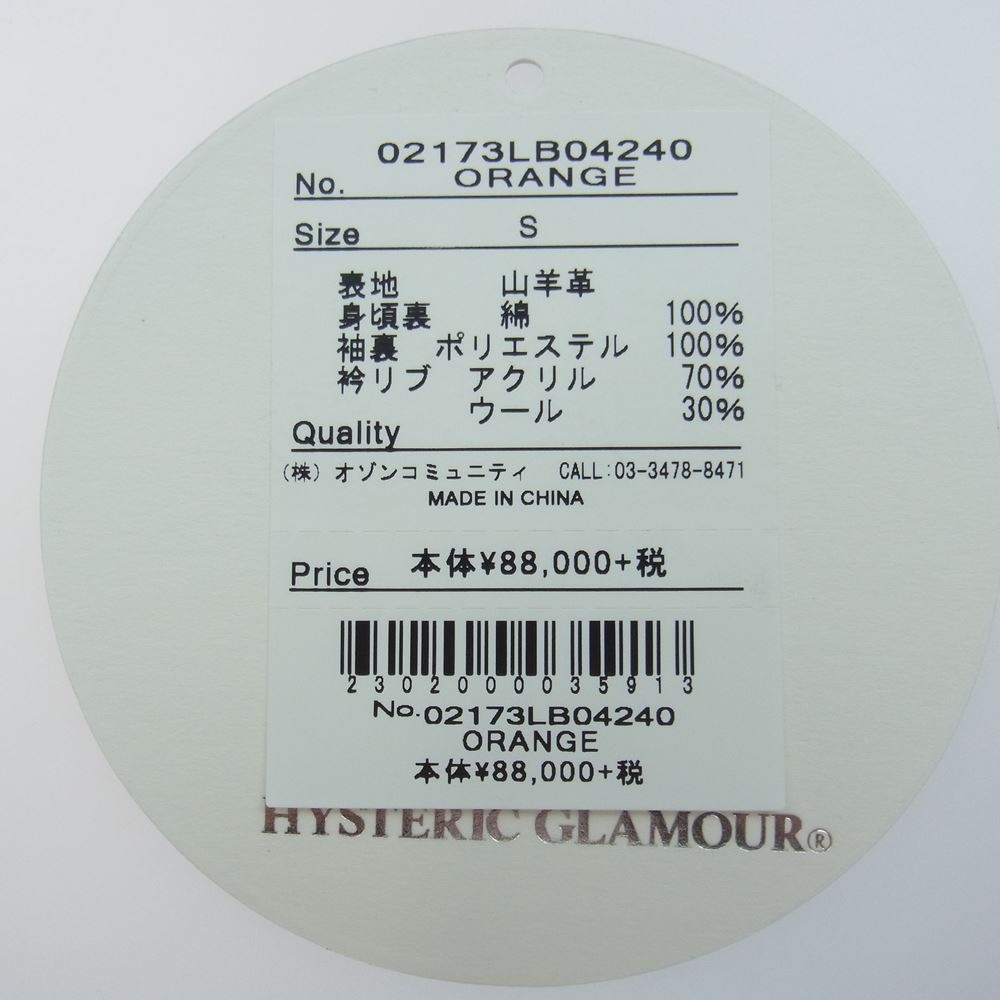 02173LB04240
No. ORANGE
Size S
表地 山羊革
身頃裏 綿 100%
袖裏 ポリエステル 100%
衿リブ アクリル 70%
ウール 30%
Quality
(株) オゾンコミュニティ CALL:03-3478-8471
MADE IN CHINA
Price 本体¥88,000+税
2302000035913
No.02173LB04240
ORANGE
本体¥88,000+税
HYSTERIC GLAMOUR®